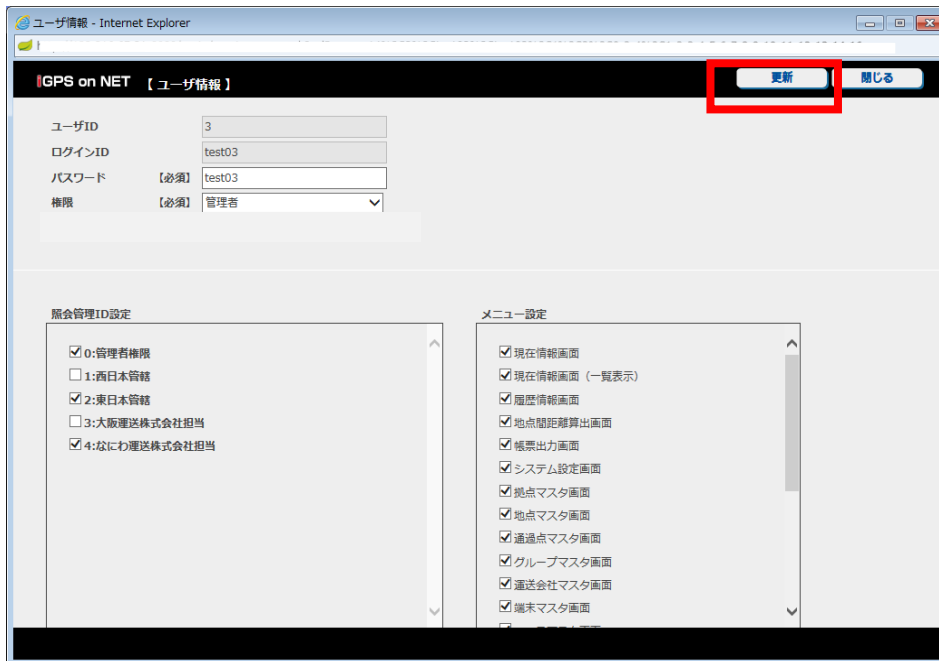 ユーザ情報 - Internet Explorer
iGPS on NET 【 ユーザ情報 】 更新 閉じる
ユーザID 3
ログインID test03
パスワード 【必須】 test03
権限 【必須】 管理者
照会管理ID設定
0:管理者権限
1:西日本管轄
2:東日本管轄
3:大阪運送株式会社担当
4:なにわ運送株式会社担当
メニュー設定
現在情報画面
現在情報画面（一覧表示）
履歴情報画面
地点間距離算出画面
帳票出力画面
システム設定画面
拠点マスタ画面
地点マスタ画面
通過点マスタ画面
グループマスタ画面
運送会社マスタ画面
端末マスタ画面